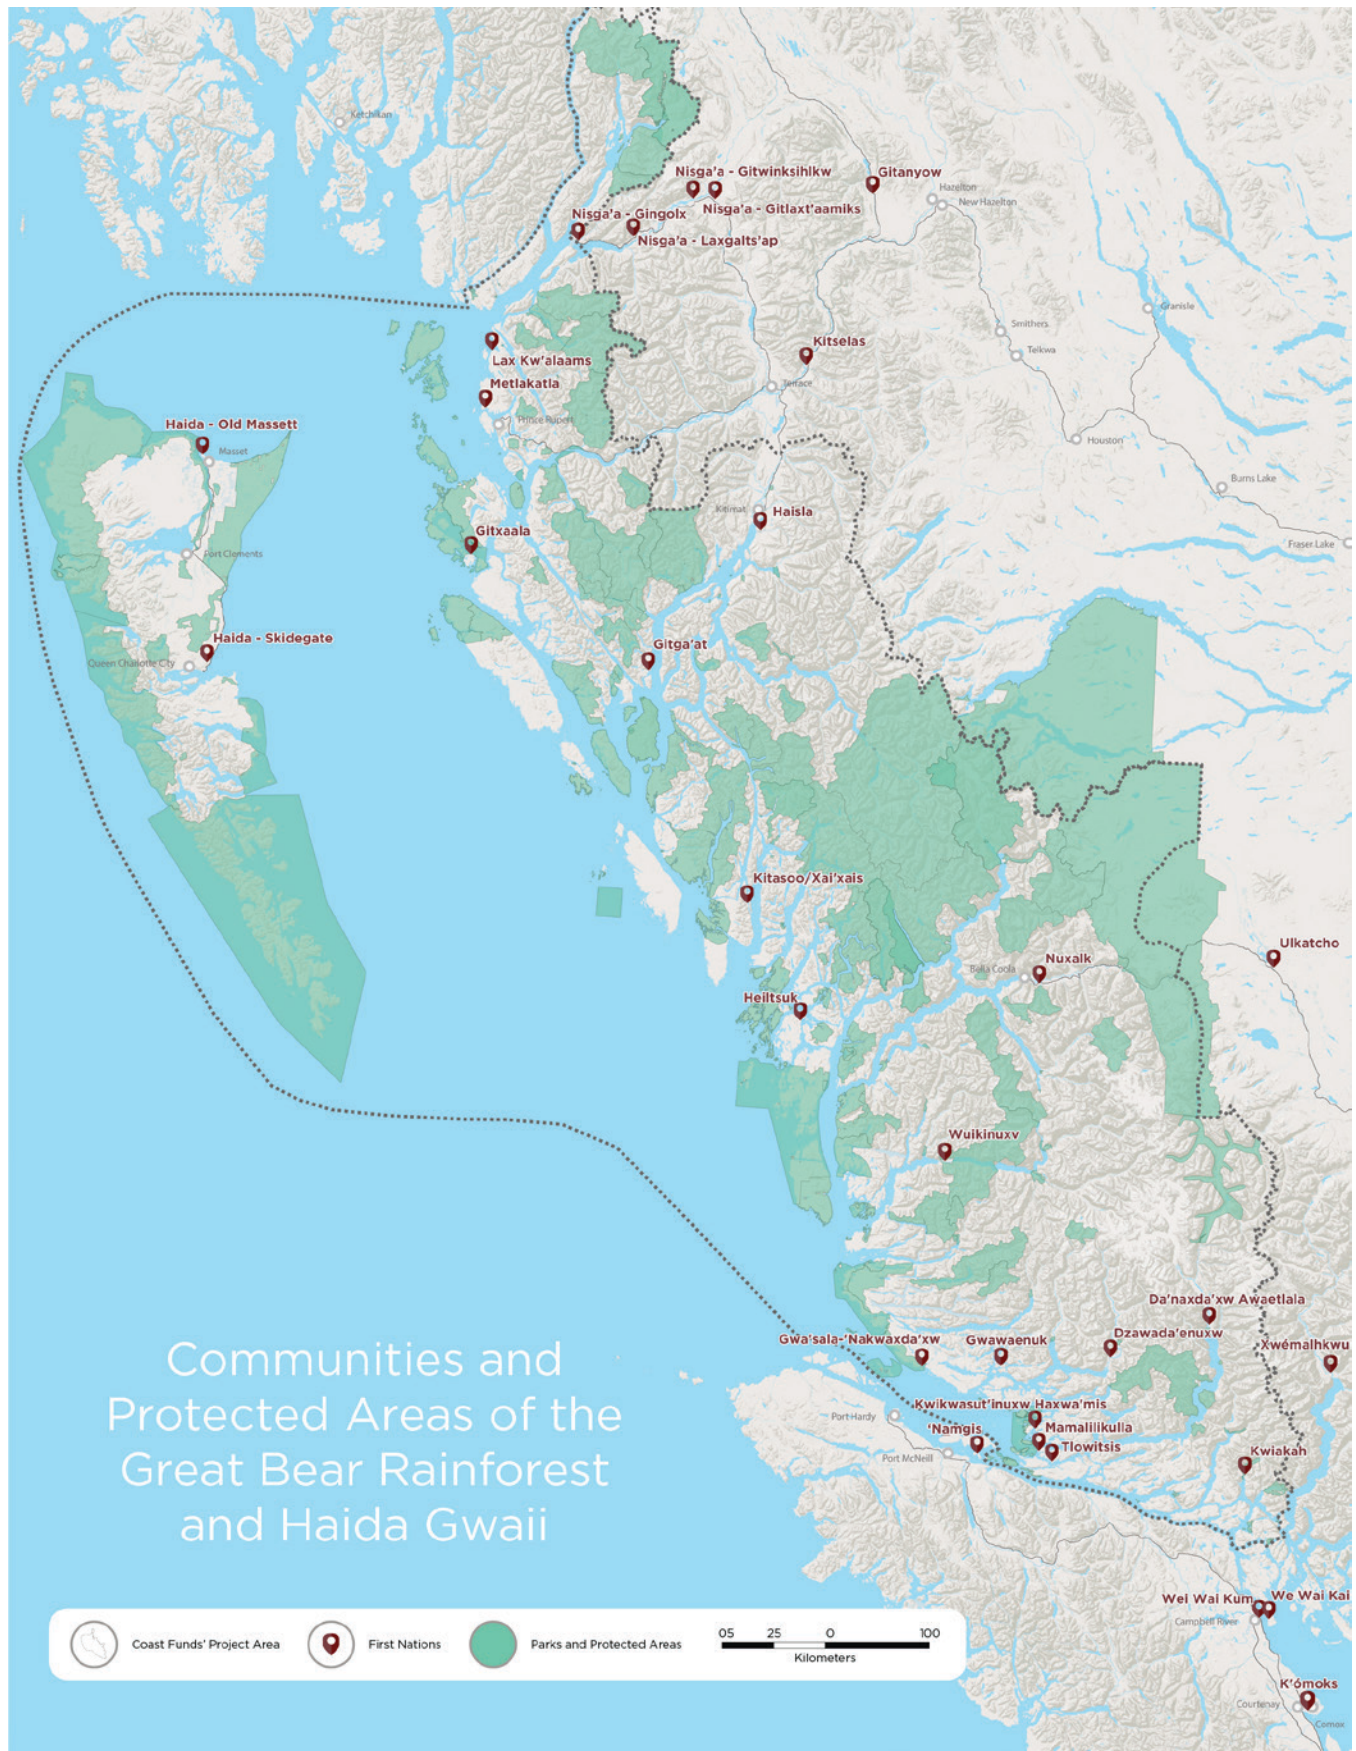 Ketchikan
Nisga'a - Gitwinksihlkw
Gitanyow
Hazelton
New Hazelton
Nisga'a - Gitlaxt'aamiks
Nisga'a - Gingolx
Nisga'a - Laxgalts'ap
Granisle
Smithers
Telkwa
Kitselas
Lax Kw'alaams
Terrace
Metlakatla
Prince Rupert
Haida - Old Massett
Masset
Houston
Burns Lake
Kitimat
Haisla
Gitxaala
Fraser Lake
Port Clements
Haida - Skidegate
Queen Charlotte City
Gitga'at
Kitasoo/Xai'xais
Ulkatcho
Nuxalk
Bella Coola
Heiltsuk
Wuikinuxv
Da'naxda'xw Awaetlala
Dzawada'enuxw
Gwa'sala-'Nakwaxda'xw
Gwawaenuk
Xwémalhkwu
Kwikwasut'inuxw Haxwa'mis
Port Hardy
'Namgis
Mamalilikulla
Tlowitsis
Port McNeill
Kwiakah
Communities and
Protected Areas of the
Great Bear Rainforest
and Haida Gwaii
Wei Wai Kum
We Wai Kai
Campbell River
Coast Funds' Project Area
First Nations
Parks and Protected Areas
05 25 0 100
Kilometers
K'ómoks
Courtenay
Comox